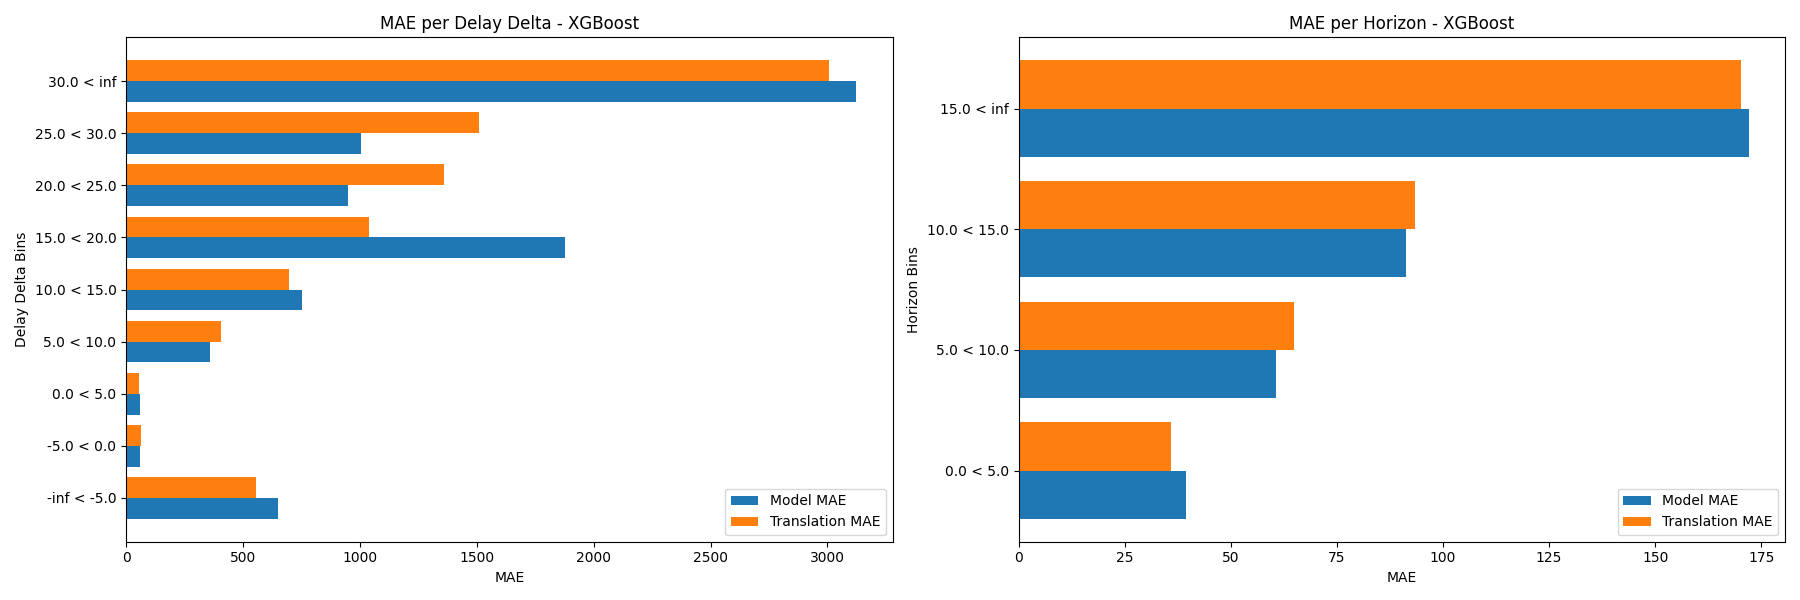 MAE per Delay Delta - XGBoost
Delay Delta Bins
30.0 < inf
25.0 < 30.0
20.0 < 25.0
15.0 < 20.0
10.0 < 15.0
5.0 < 10.0
0.0 < 5.0
-5.0 < 0.0
-inf < -5.0
Model MAE
Translation MAE
0 500 1000 1500 2000 2500 3000
MAE
MAE per Horizon - XGBoost
Horizon Bins
15.0 < inf
10.0 < 15.0
5.0 < 10.0
0.0 < 5.0
Model MAE
Translation MAE
0 25 50 75 100 125 150 175
MAE